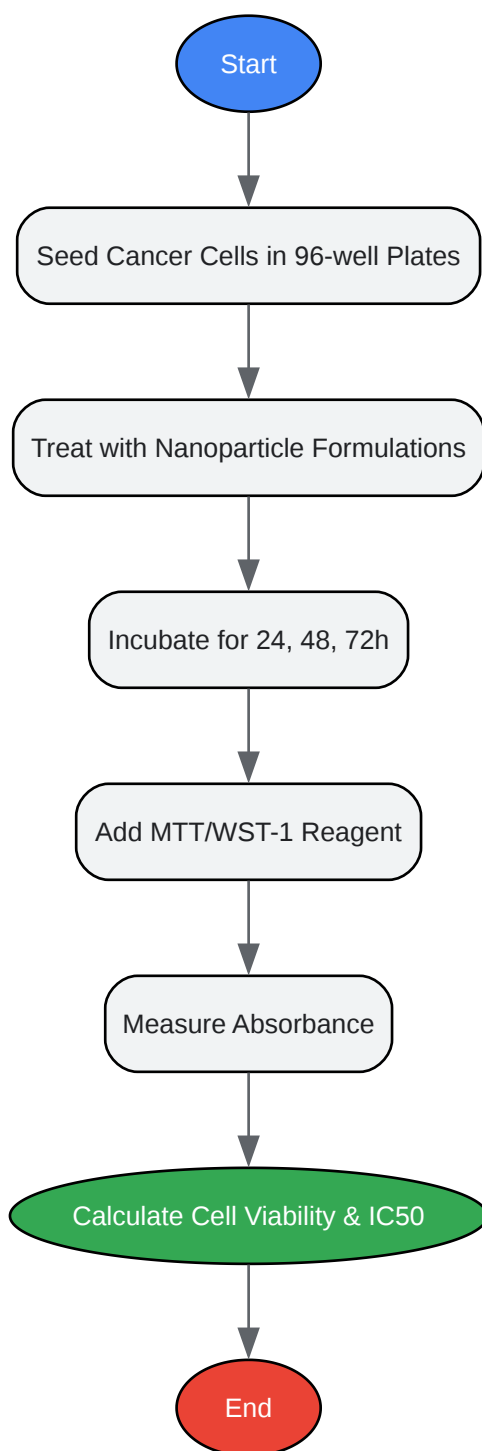 Start
Seed Cancer Cells in 96-well Plates
Treat with Nanoparticle Formulations
Incubate for 24, 48, 72h
Add MTT/WST-1 Reagent
Measure Absorbance
Calculate Cell Viability & IC50
End